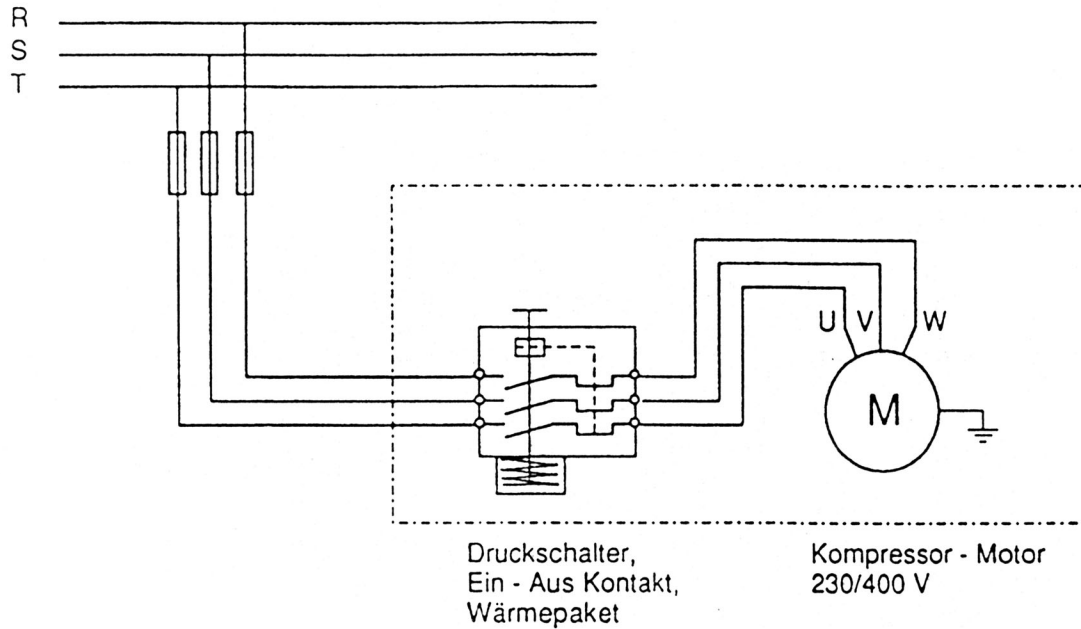 R
S
T
U V W
M
Druckschalter,
Ein - Aus Kontakt,
Wärmepaket
Kompressor - Motor
230/400 V